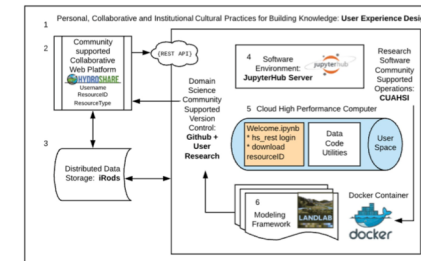 Personal, Collaborative and Institutional Cultural Practices for Building Knowledge: User Experience Desi
1
2
Community
supported
Collaborative
Web Platform
HYDROSHARE
Username
ResourceID
ResourceType
{REST API}
4
Software
Environment:
JupyterHub Server
jupyterhub
Research
Software
Community
Supported
Operations:
CUAHSI
Domain
Science
Community
Supported
Version
Control:
Github +
User
Research
5 Cloud High Performance Computer
Welcome.ipynb
* hs_rest login
* download
resourceID
Data
Code
Utilities
User
Space
3
Distributed Data
Storage: iRods
6
Modeling
Framework
LANDLAB
Docker Container
docker